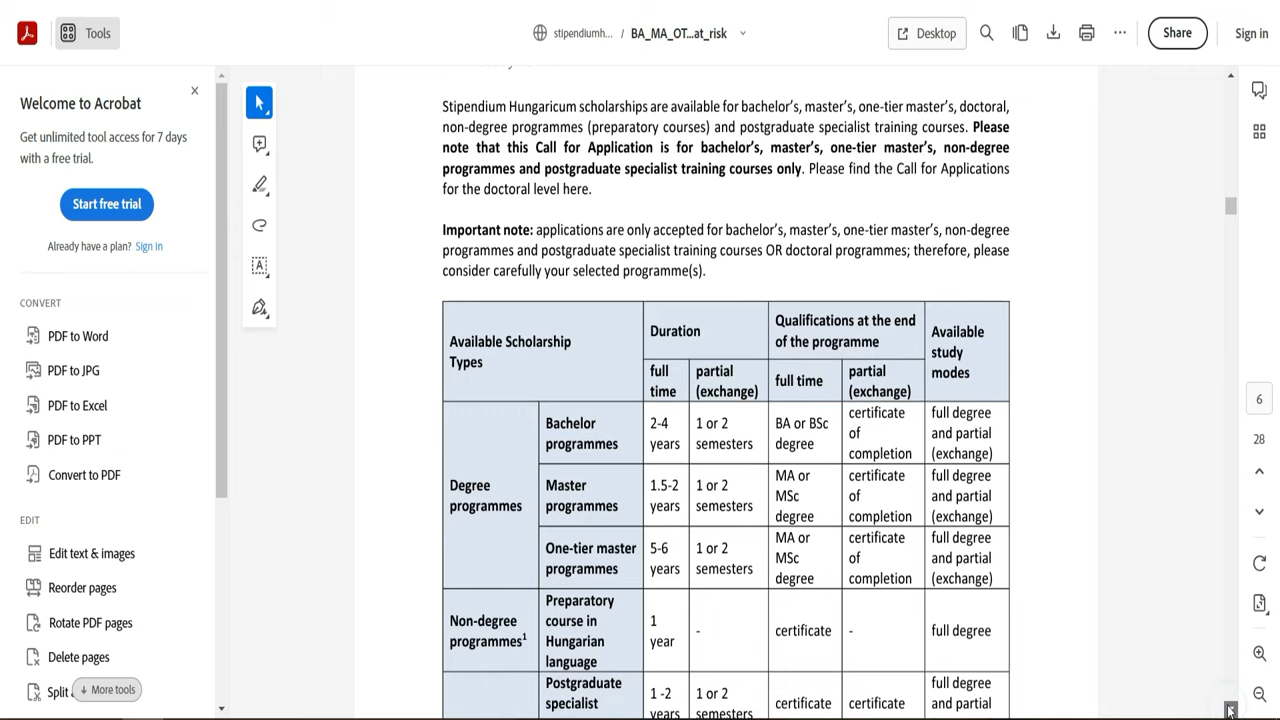 Tools
stipendiumh... / BA_MA_OT...at_risk
Desktop
Share
Sign in
Welcome to Acrobat
Get unlimited tool access for 7 days
with a free trial.
Start free trial
Already have a plan? Sign in
CONVERT
PDF to Word
PDF to JPG
PDF to Excel
PDF to PPT
Convert to PDF
EDIT
Edit text & images
Reorder pages
Rotate PDF pages
Delete pages
Split
More tools
Stipendium Hungaricum scholarships are available for bachelor's, master's, one-tier master's, doctoral,
non-degree programmes (preparatory courses) and postgraduate specialist training courses. Please
note that this Call for Application is for bachelor's, master's, one-tier master's, non-degree
programmes and postgraduate specialist training courses only. Please find the Call for Applications
for the doctoral level here.
Important note: applications are only accepted for bachelor's, master's, one-tier master's, non-degree
programmes and postgraduate specialist training courses OR doctoral programmes; therefore, please
consider carefully your selected programme(s).
Available Scholarship
Types
Duration
Qualifications at the end
of the programme
Available
study
modes
full
time
partial
(exchange)
full time
partial
(exchange)
Degree
programmes
Bachelor
programmes
2-4
years
1 or 2
semesters
BA or BSc
degree
certificate
of
completion
full degree
and partial
(exchange)
Master
programmes
1.5-2
years
1 or 2
semesters
MA or
MSc
degree
certificate
of
completion
full degree
and partial
(exchange)
One-tier master
programmes
5-6
years
1 or 2
semesters
MA or
MSc
degree
certificate
of
completion
full degree
and partial
(exchange)
Non-degree
programmes1
Preparatory
course in
Hungarian
language
1
year
-
certificate
-
full degree
Postgraduate
specialist
1 -2
years
1 or 2
semesters
certificate
certificate
full degree
and partial
6
28